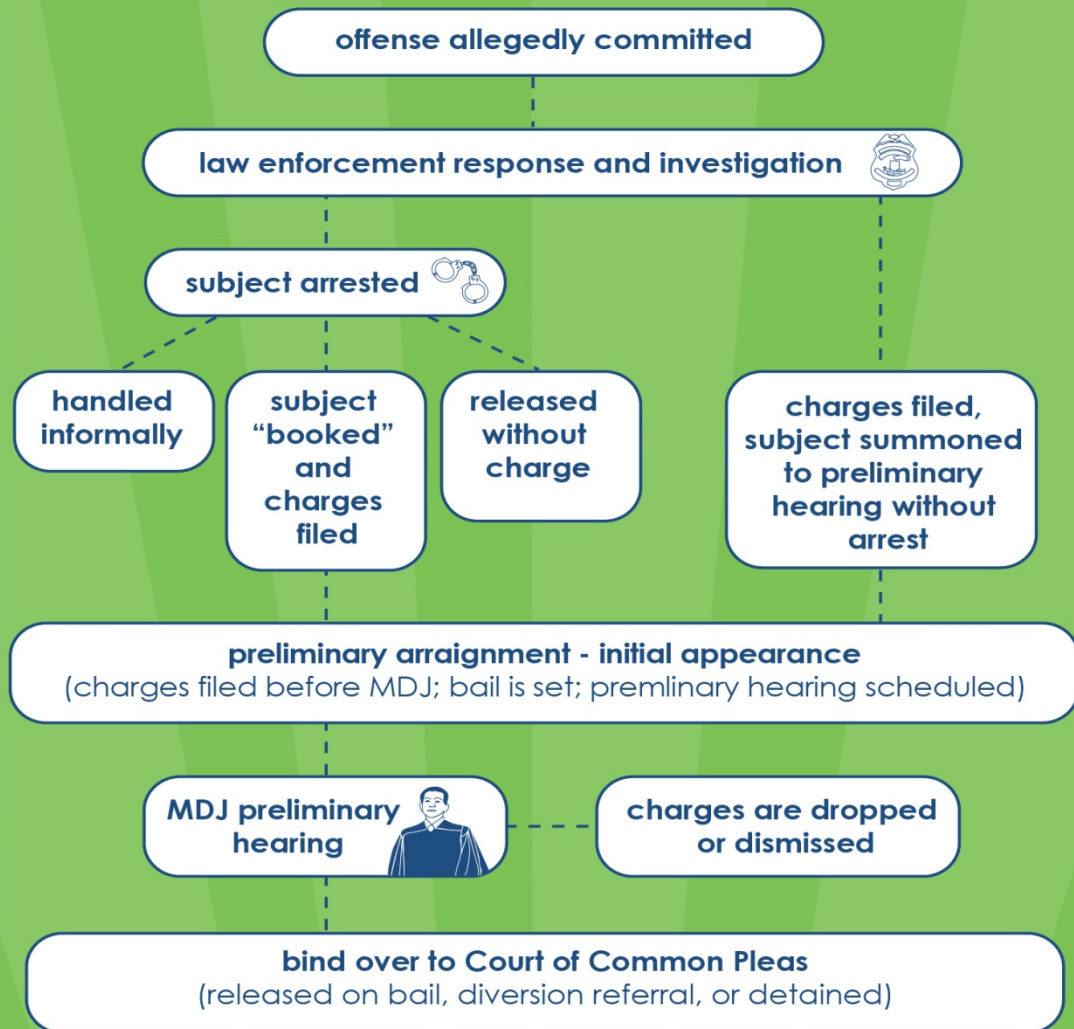 offense allegedly committed
law enforcement response and investigation
subject arrested
handled
informally
subject
“booked”
and
charges
filed
released
without
charge
charges filed,
subject summoned
to preliminary
hearing without
arrest
preliminary arraignment - initial appearance
(charges filed before MDJ; bail is set; premlinary hearing scheduled)
MDJ preliminary
hearing
charges are dropped
or dismissed
bind over to Court of Common Pleas
(released on bail, diversion referral, or detained)